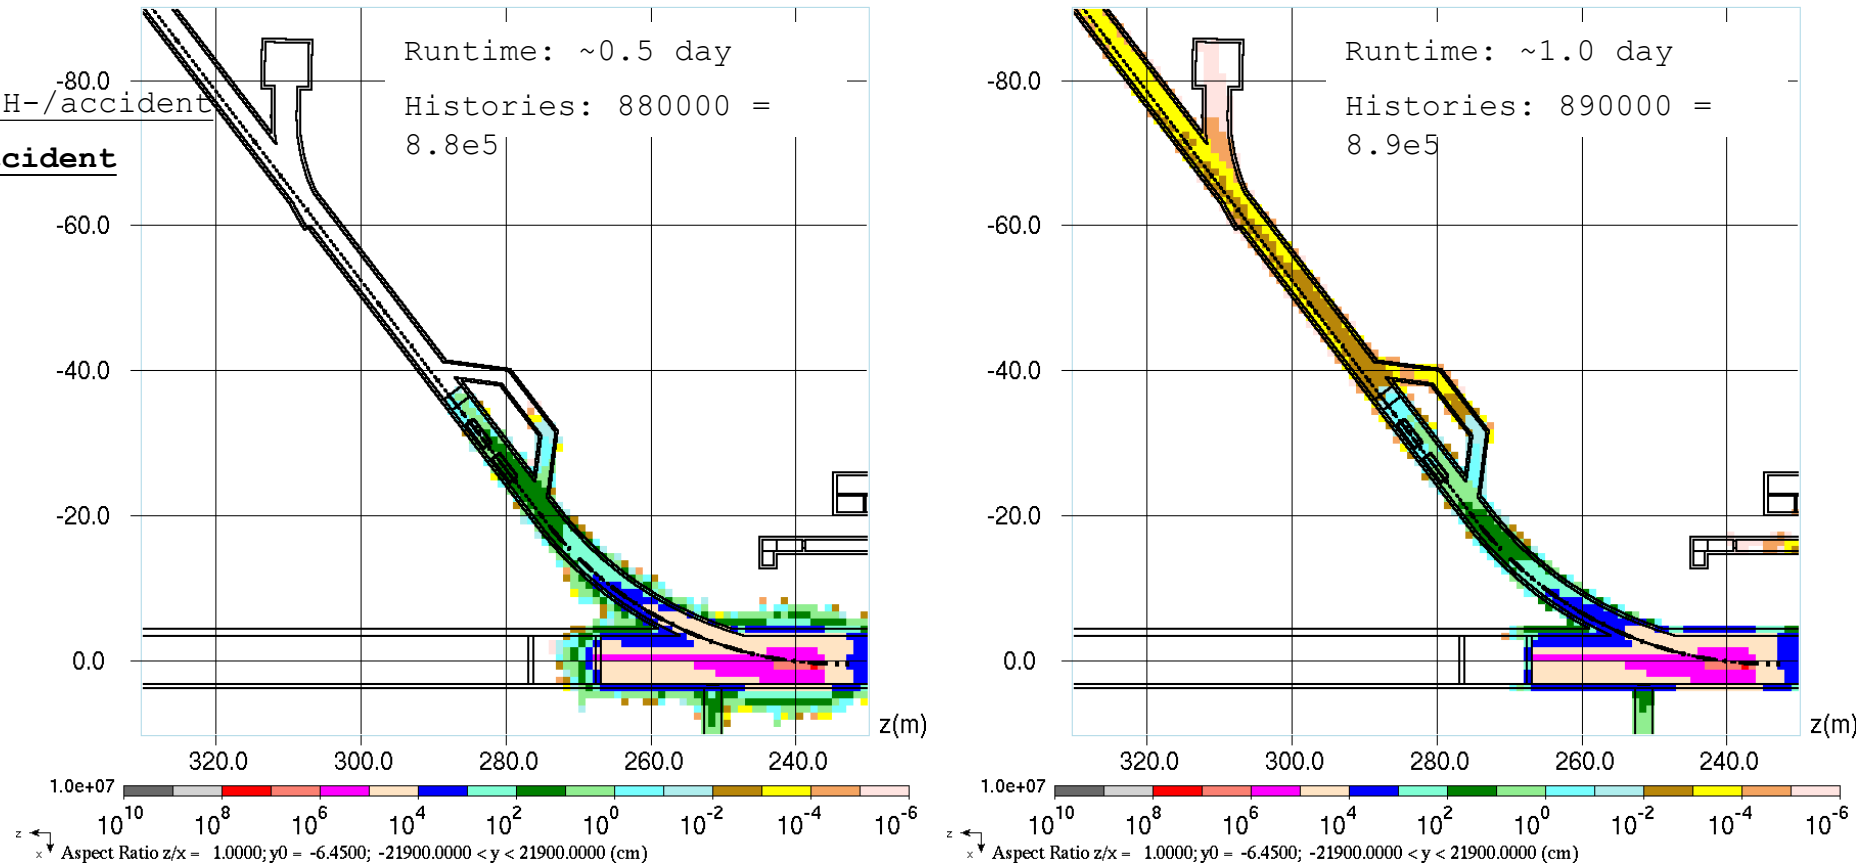 Runtime: ~0.5 day
Histories: 880000 =
8.8e5
H-/accident
cident
-80.0
-60.0
-40.0
-20.0
0.0
z(m)
320.0 300.0 280.0 260.0 240.0
1.0e+07
10^10 10^8 10^6 10^4 10^2 10^0 10^-2 10^-4 10^-6
z
x
Aspect Ratio z/x = 1.0000; y0 = -6.4500; -21900.0000 < y < 21900.0000 (cm)
Runtime: ~1.0 day
Histories: 890000 =
8.9e5
-80.0
-60.0
-40.0
-20.0
0.0
z(m)
320.0 300.0 280.0 260.0 240.0
1.0e+07
10^10 10^8 10^6 10^4 10^2 10^0 10^-2 10^-4 10^-6
z
x
Aspect Ratio z/x = 1.0000; y0 = -6.4500; -21900.0000 < y < 21900.0000 (cm)